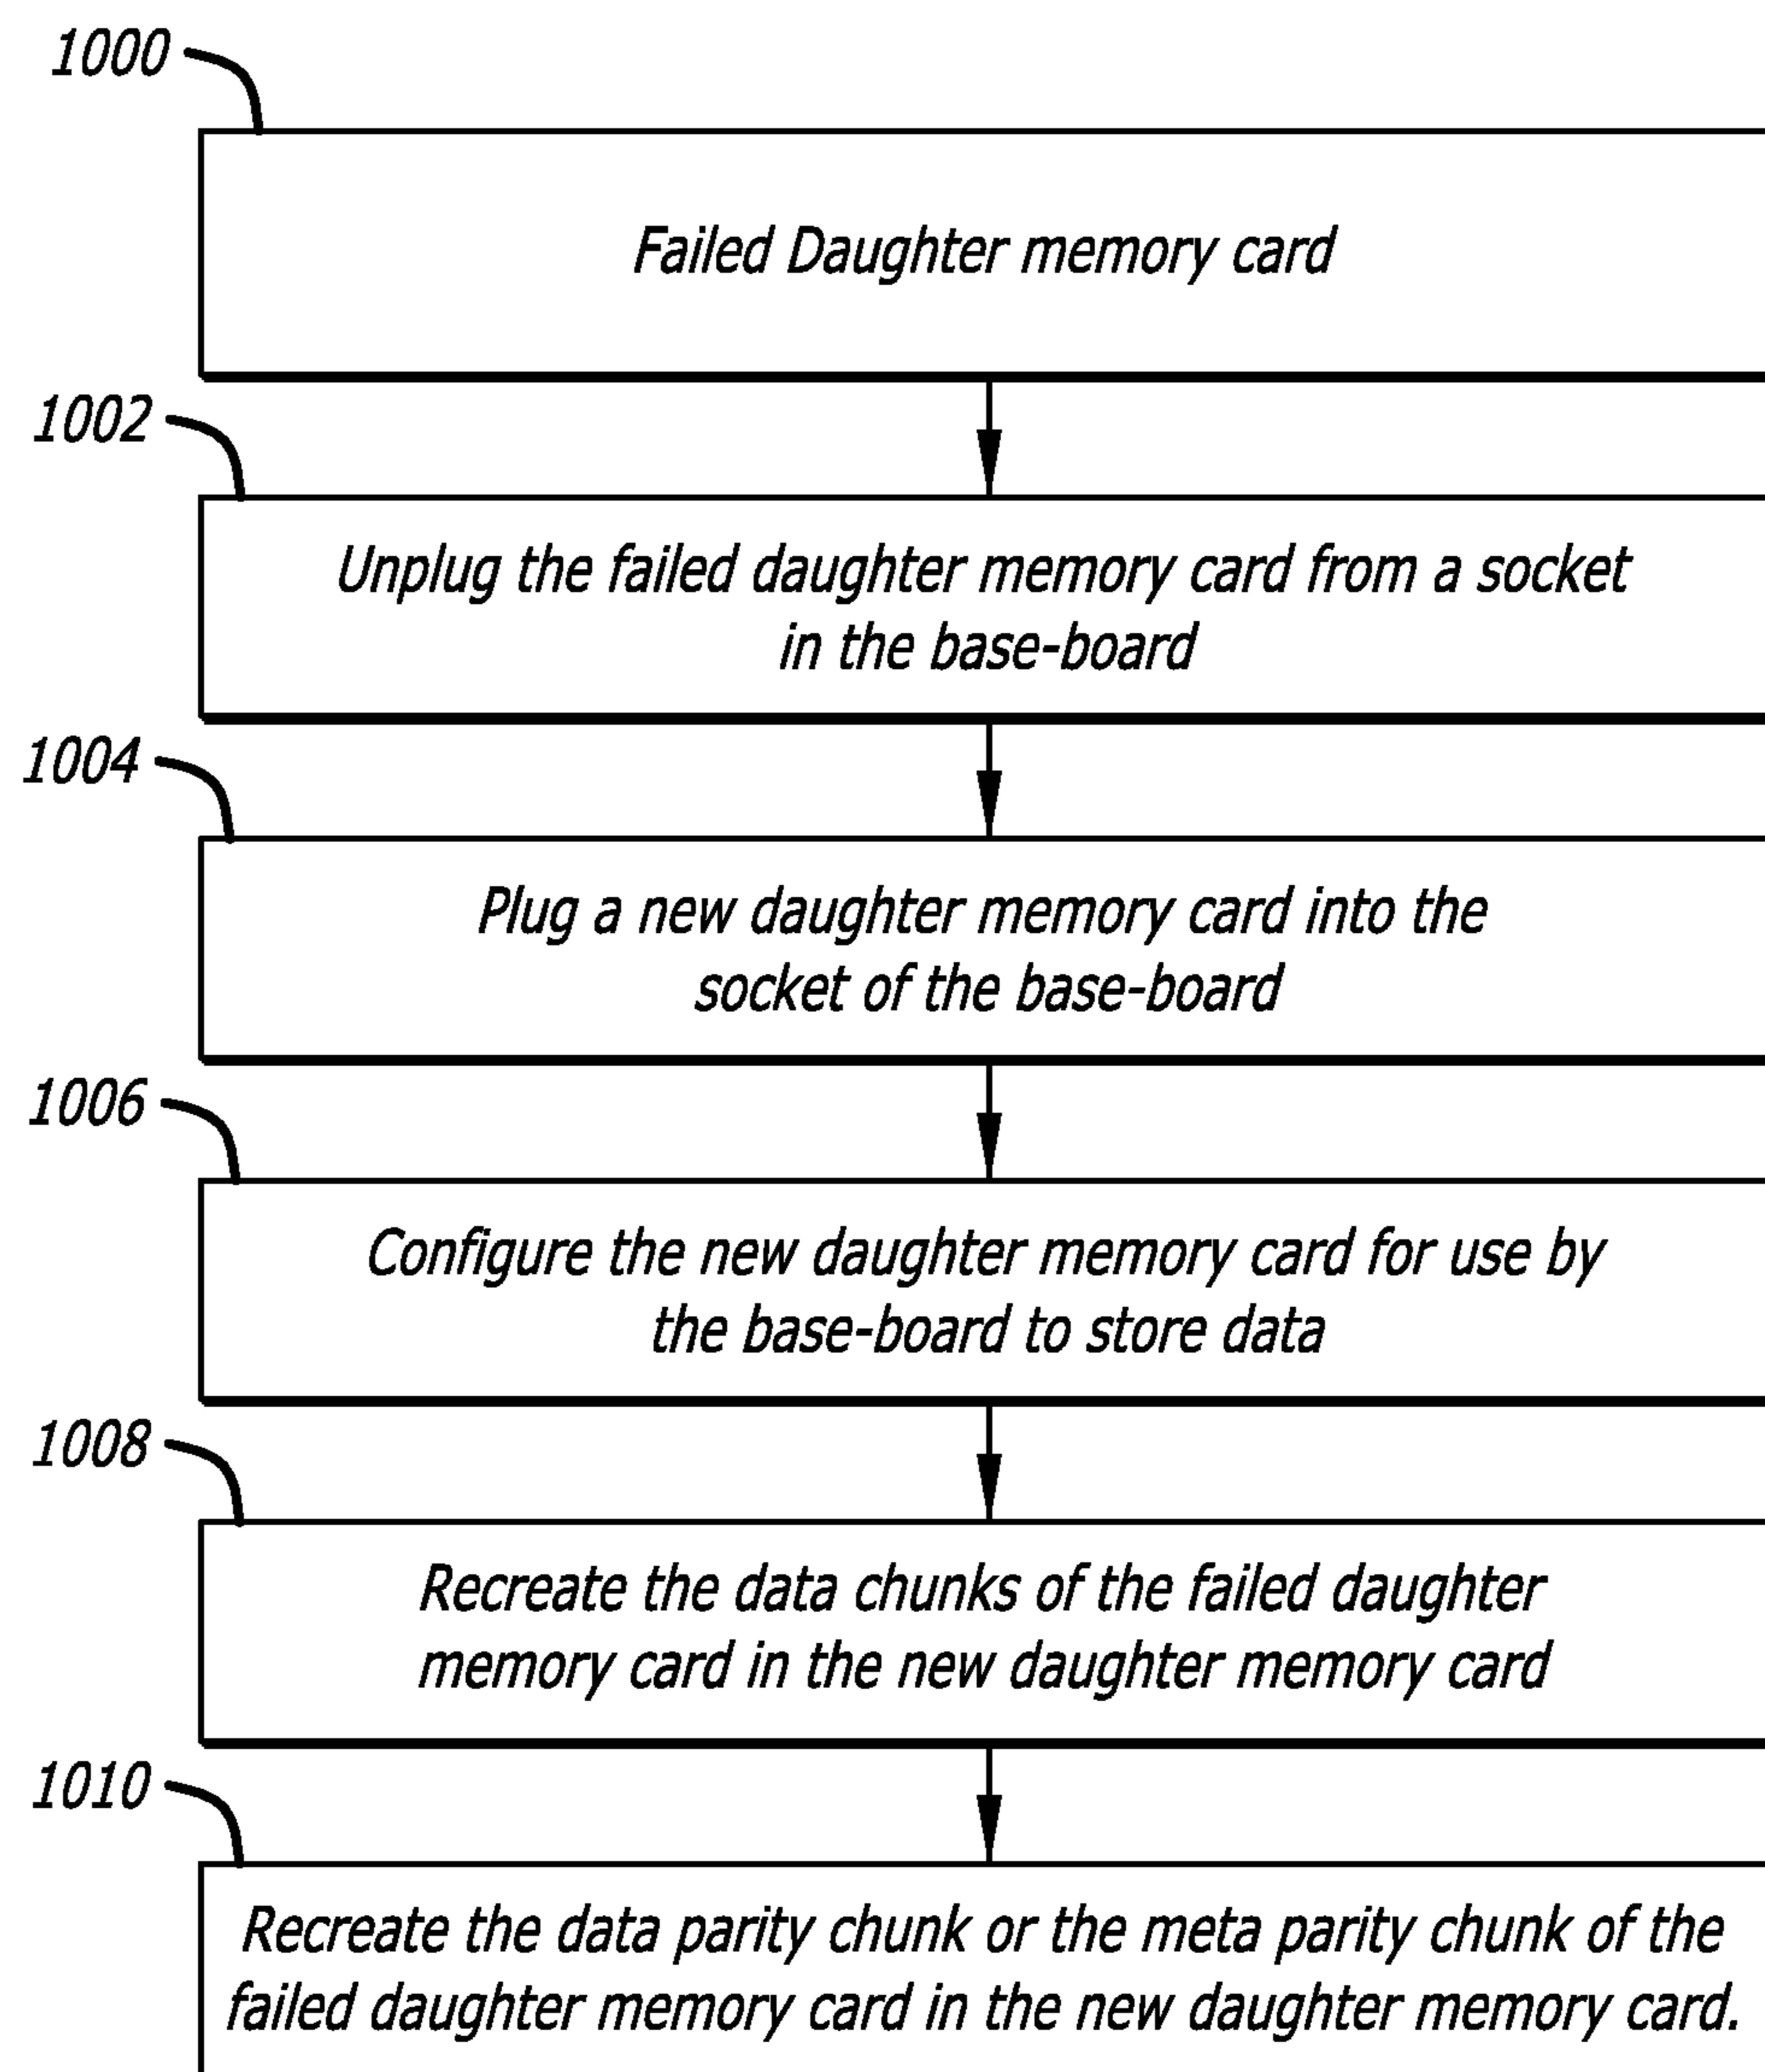 1000
Failed Daughter memory card
1002
Unplug the failed daughter memory card from a socket
in the base-board
1004
Plug a new daughter memory card into the
socket of the base-board
1006
Configure the new daughter memory card for use by
the base-board to store data
1008
Recreate the data chunks of the failed daughter
memory card in the new daughter memory card
1010
Recreate the data parity chunk or the meta parity chunk of the
failed daughter memory card in the new daughter memory card.